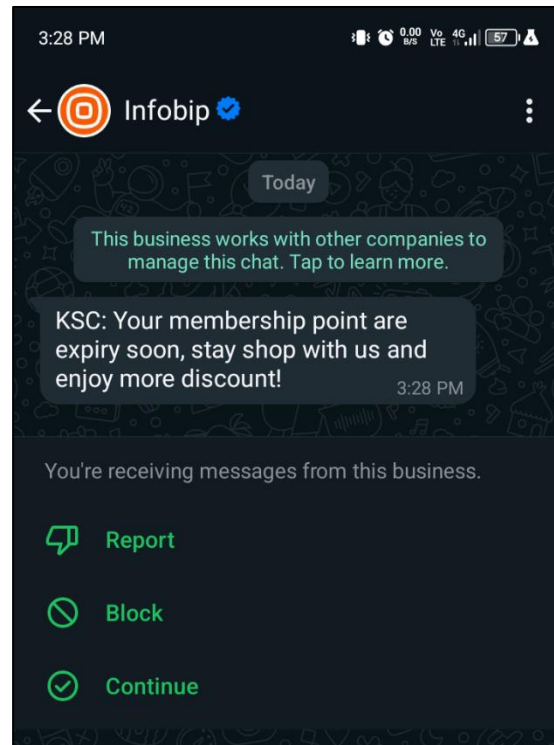 3:28 PM
0.00 B/S Vo LTE 4G 57
Infobip
Today
This business works with other companies to
manage this chat. Tap to learn more.
KSC: Your membership point are
expiry soon, stay shop with us and
enjoy more discount!
3:28 PM
You're receiving messages from this business.
Report
Block
Continue